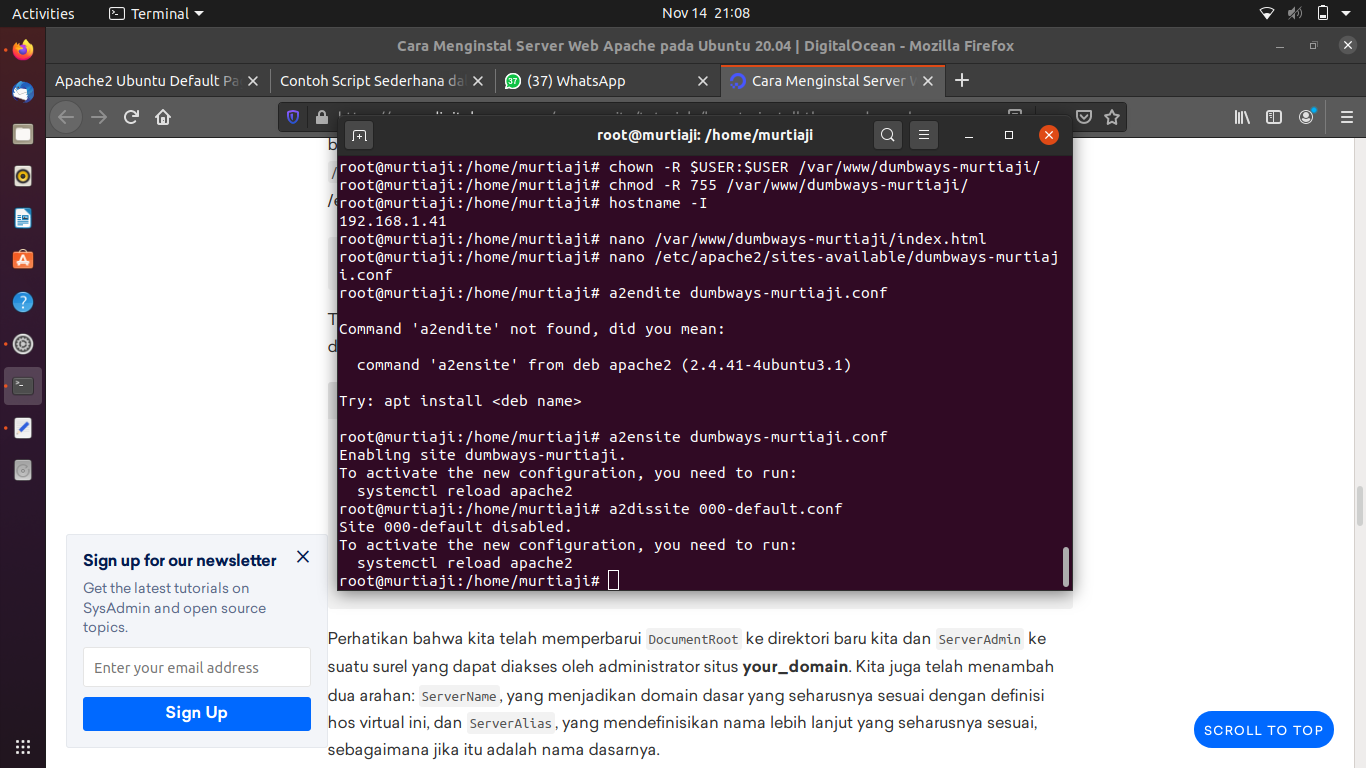 Activities
Terminal
Nov 14 21:08
Cara Menginstal Server Web Apache pada Ubuntu 20.04 | DigitalOcean - Mozilla Firefox
Apache2 Ubuntu Default Pa
Contoh Script Sederhana da
(37) WhatsApp
Cara Menginstal Server
root@murtiaji: /home/murtiaji
root@murtiaji:/home/murtiaji# chown -R $USER:$USER /var/www/dumbways-murtiaji/
root@murtiaji:/home/murtiaji# chmod -R 755 /var/www/dumbways-murtiaji/
root@murtiaji:/home/murtiaji# hostname -I
192.168.1.41
root@murtiaji:/home/murtiaji# nano /var/www/dumbways-murtiaji/index.html
root@murtiaji:/home/murtiaji# nano /etc/apache2/sites-available/dumbways-murtiaj
i.conf
root@murtiaji:/home/murtiaji# a2endite dumbways-murtiaji.conf
Command 'a2endite' not found, did you mean:
command 'a2ensite' from deb apache2 (2.4.41-4ubuntu3.1)
Try: apt install <deb name>
root@murtiaji:/home/murtiaji# a2ensite dumbways-murtiaji.conf
Enabling site dumbways-murtiaji.
To activate the new configuration, you need to run:
systemctl reload apache2
root@murtiaji:/home/murtiaji# a2dissite 000-default.conf
Site 000-default disabled.
To activate the new configuration, you need to run:
systemctl reload apache2
root@murtiaji:/home/murtiaji#
Sign up for our newsletter
Get the latest tutorials on
SysAdmin and open source
topics.
Enter your email address
Sign Up
Perhatikan bahwa kita telah memperbarui DocumentRoot ke direktori baru kita dan ServerAdmin ke
suatu surel yang dapat diakses oleh administrator situs your_domain. Kita juga telah menambah
dua arahan: ServerName, yang menjadikan domain dasar yang seharusnya sesuai dengan definisi
hos virtual ini, dan ServerAlias, yang mendefinisikan nama lebih lanjut yang seharusnya sesuai,
sebagaimana jika itu adalah nama dasarnya.
SCROLL TO TOP